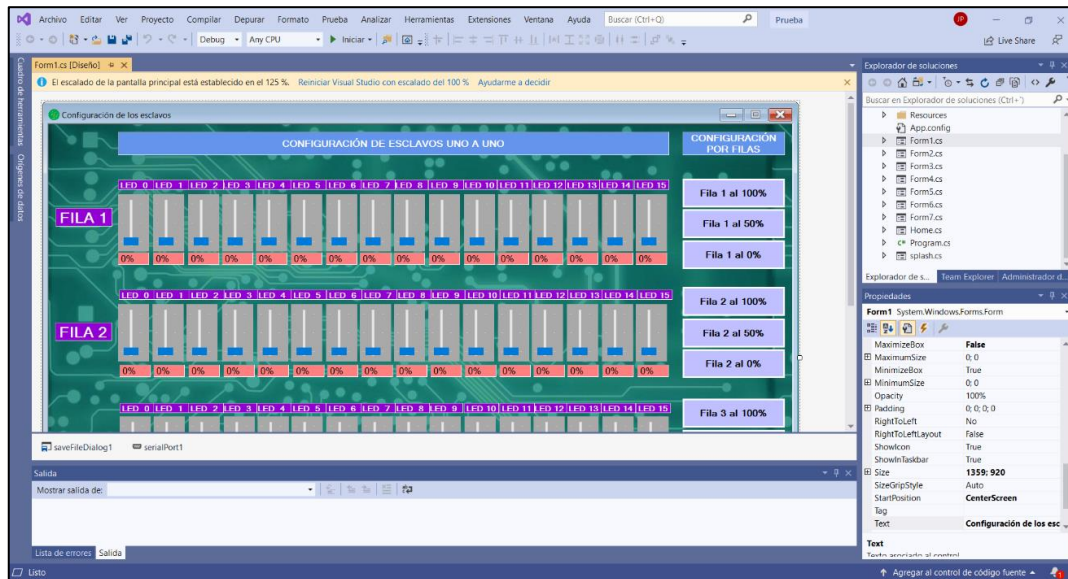 Archivo Editar Ver Proyecto Compilar Depurar Formato Prueba Analizar Herramientas Extensiones Ventana Ayuda Buscar (Ctrl+Q) Prueba JP
Debug Any CPU Iniciar Live Share
Cuadro de herramientas
Orígenes de datos
Form1.cs [Diseño]
El escalado de la pantalla principal está establecido en el 125 %. Reiniciar Visual Studio con escalado del 100 % Ayudarme a decidir
Configuración de los esclavos
CONFIGURACIÓN DE ESCLAVOS UNO A UNO
CONFIGURACIÓN
POR FILAS
LED 0 LED 1 LED 2 LED 3 LED 4 LED 5 LED 6 LED 7 LED 8 LED 9 LED 10 LED 11 LED 12 LED 13 LED 14 LED 15
FILA 1
0% 0% 0% 0% 0% 0% 0% 0% 0% 0% 0% 0% 0% 0% 0% 0%
Fila 1 al 100%
Fila 1 al 50%
Fila 1 al 0%
LED 0 LED 1 LED 2 LED 3 LED 4 LED 5 LED 6 LED 7 LED 8 LED 9 LED 10 LED 11 LED 12 LED 13 LED 14 LED 15
FILA 2
0% 0% 0% 0% 0% 0% 0% 0% 0% 0% 0% 0% 0% 0% 0% 0%
Fila 2 al 100%
Fila 2 al 50%
Fila 2 al 0%
LED 0 LED 1 LED 2 LED 3 LED 4 LED 5 LED 6 LED 7 LED 8 LED 9 LED 10 LED 11 LED 12 LED 13 LED 14 LED 15
Fila 3 al 100%
saveFileDialog1 serialPort1
Salida
Mostrar salida de:
Lista de errores Salida
Explorador de soluciones
Buscar en Explorador de soluciones (Ctrl+')
Resources
App.config
Form1.cs
Form2.cs
Form3.cs
Form4.cs
Form5.cs
Form6.cs
Form7.cs
Home.cs
C# Program.cs
splash.cs
Explorador de s... Team Explorer Administrador d...
Propiedades
Form1 System.Windows.Forms.Form
MaximizeBox False
MaximumSize 0; 0
MinimizeBox True
MinimumSize 0; 0
Opacity 100%
Padding 0; 0; 0; 0
RightToLeft No
RightToLeftLayout False
ShowIcon True
ShowInTaskbar True
Size 1359; 920
SizeGripStyle Auto
StartPosition CenterScreen
Tag
Text Configuración de los esc
Text
Texto asociado al control
Listo Agregar al control de código fuente 1